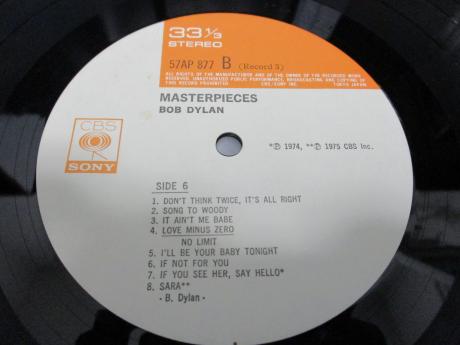 33 1/3
STEREO
57AP 877 B (Record 3)
ALL RIGHTS OF THE MANUFACTURER AND OF THE OWNER OF THE RECORDED WORK
RESERVED. UNAUTHORIZED PUBLIC PERFORMANCE, BROADCASTING AND COPYING OF
THIS RECORD PROHIBITED CBS/SONY INC. TOKYO JAPAN
MASTERPIECES
BOB DYLAN
CBS
SONY
*℗ 1974, **℗ 1975 CBS Inc.
SIDE 6
1. DON'T THINK TWICE, IT'S ALL RIGHT
2. SONG TO WOODY
3. IT AIN'T ME BABE
4. LOVE MINUS ZERO
NO LIMIT
5. I'LL BE YOUR BABY TONIGHT
6. IF NOT FOR YOU
7. IF YOU SEE HER, SAY HELLO*
8. SARA**
- B. Dylan -